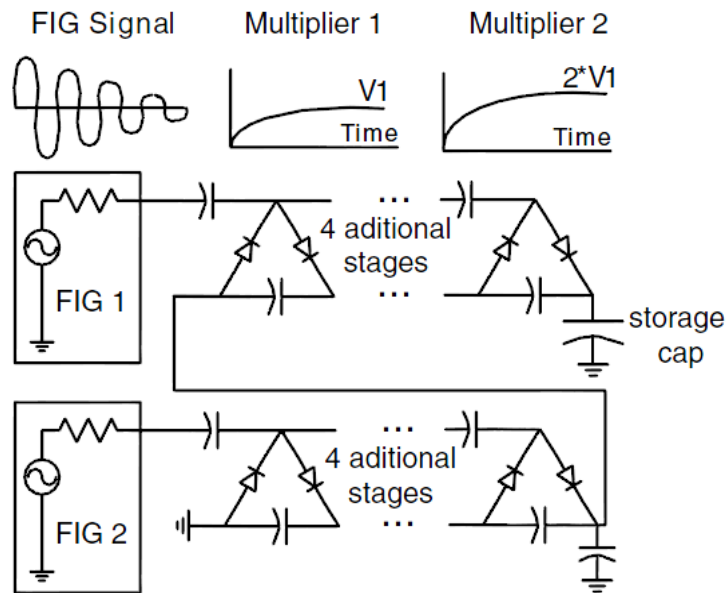 FIG Signal
Multiplier 1
Multiplier 2
V1
Time
2*V1
Time
...
4 aditional
stages
...
FIG 1
storage
cap
...
4 aditional
stages
...
FIG 2